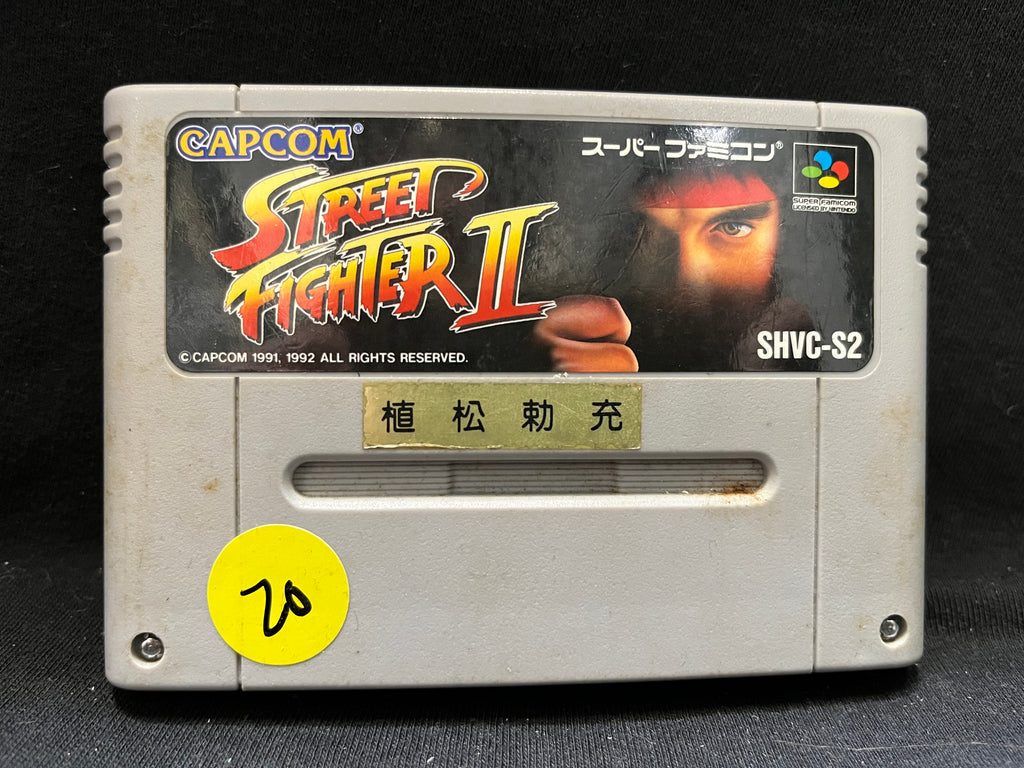 CAPCOM®
スーパーファミコン®
STREET
FIGHTER II
SUPER FAMICOM
LICENSED BY NINTENDO
SHVC-S2
© CAPCOM 1991, 1992 ALL RIGHTS RESERVED.
植松勅充
20